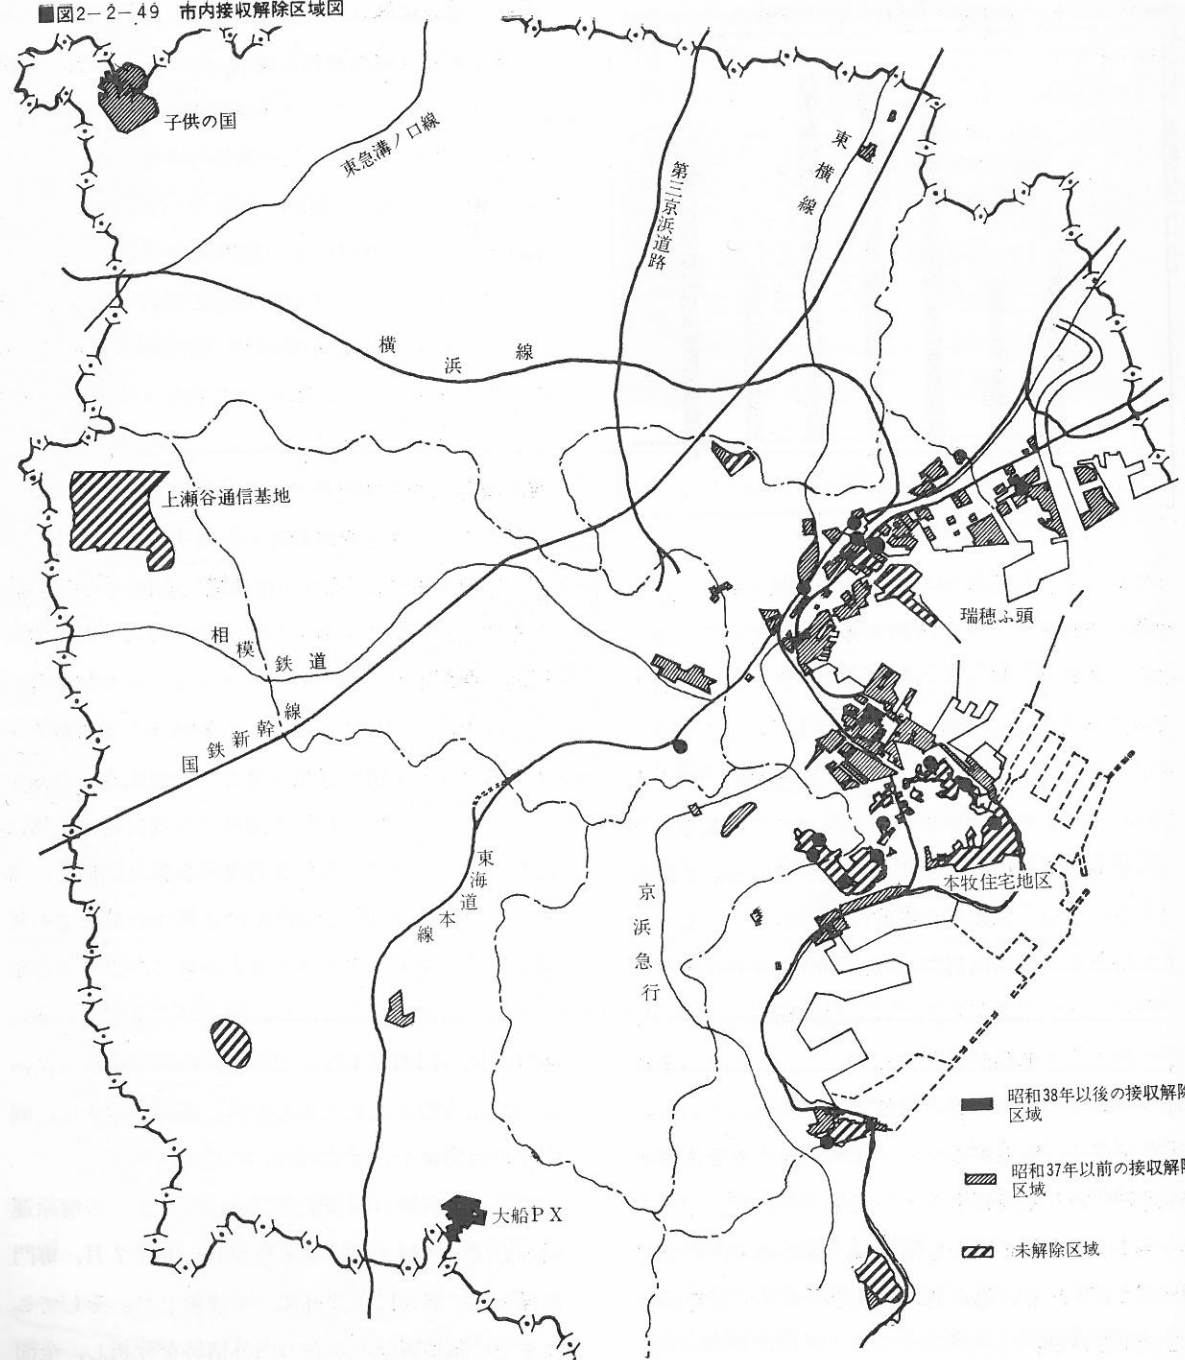 ■図2-2-49 市内接収解除区域図
子供の国
東急溝ノ口線
第三京浜道路
東横線
横浜線
上瀬谷通信基地
瑞穂ふ頭
相模鉄道
国鉄新幹線
東海道本線
京浜急行
本牧住宅地区
大船PX
昭和38年以後の接収解除
区域
昭和37年以前の接収解除
区域
未解除区域